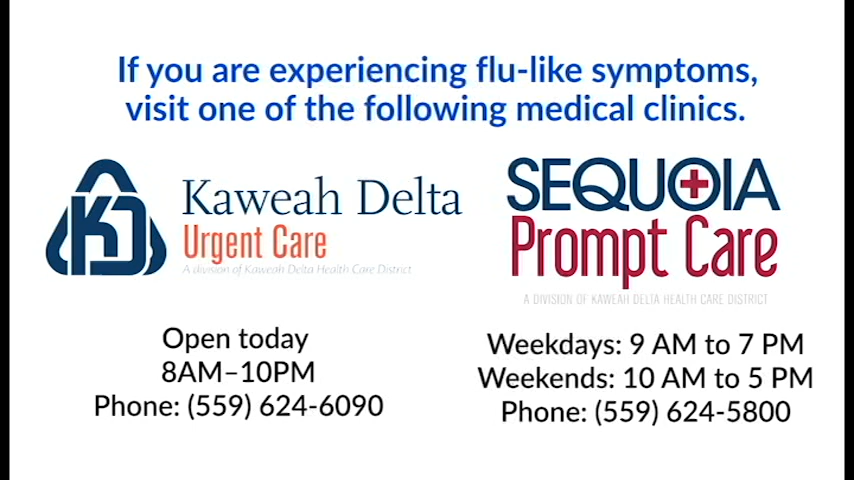 If you are experiencing flu-like symptoms,
visit one of the following medical clinics.
KD
Kaweah Delta
Urgent Care
A division of Kaweah Delta Health Care District
Open today
8AM–10PM
Phone: (559) 624-6090
SEQUOIA
Prompt Care
A DIVISION OF KAWEAH DELTA HEALTH CARE DISTRICT
Weekdays: 9 AM to 7 PM
Weekends: 10 AM to 5 PM
Phone: (559) 624-5800